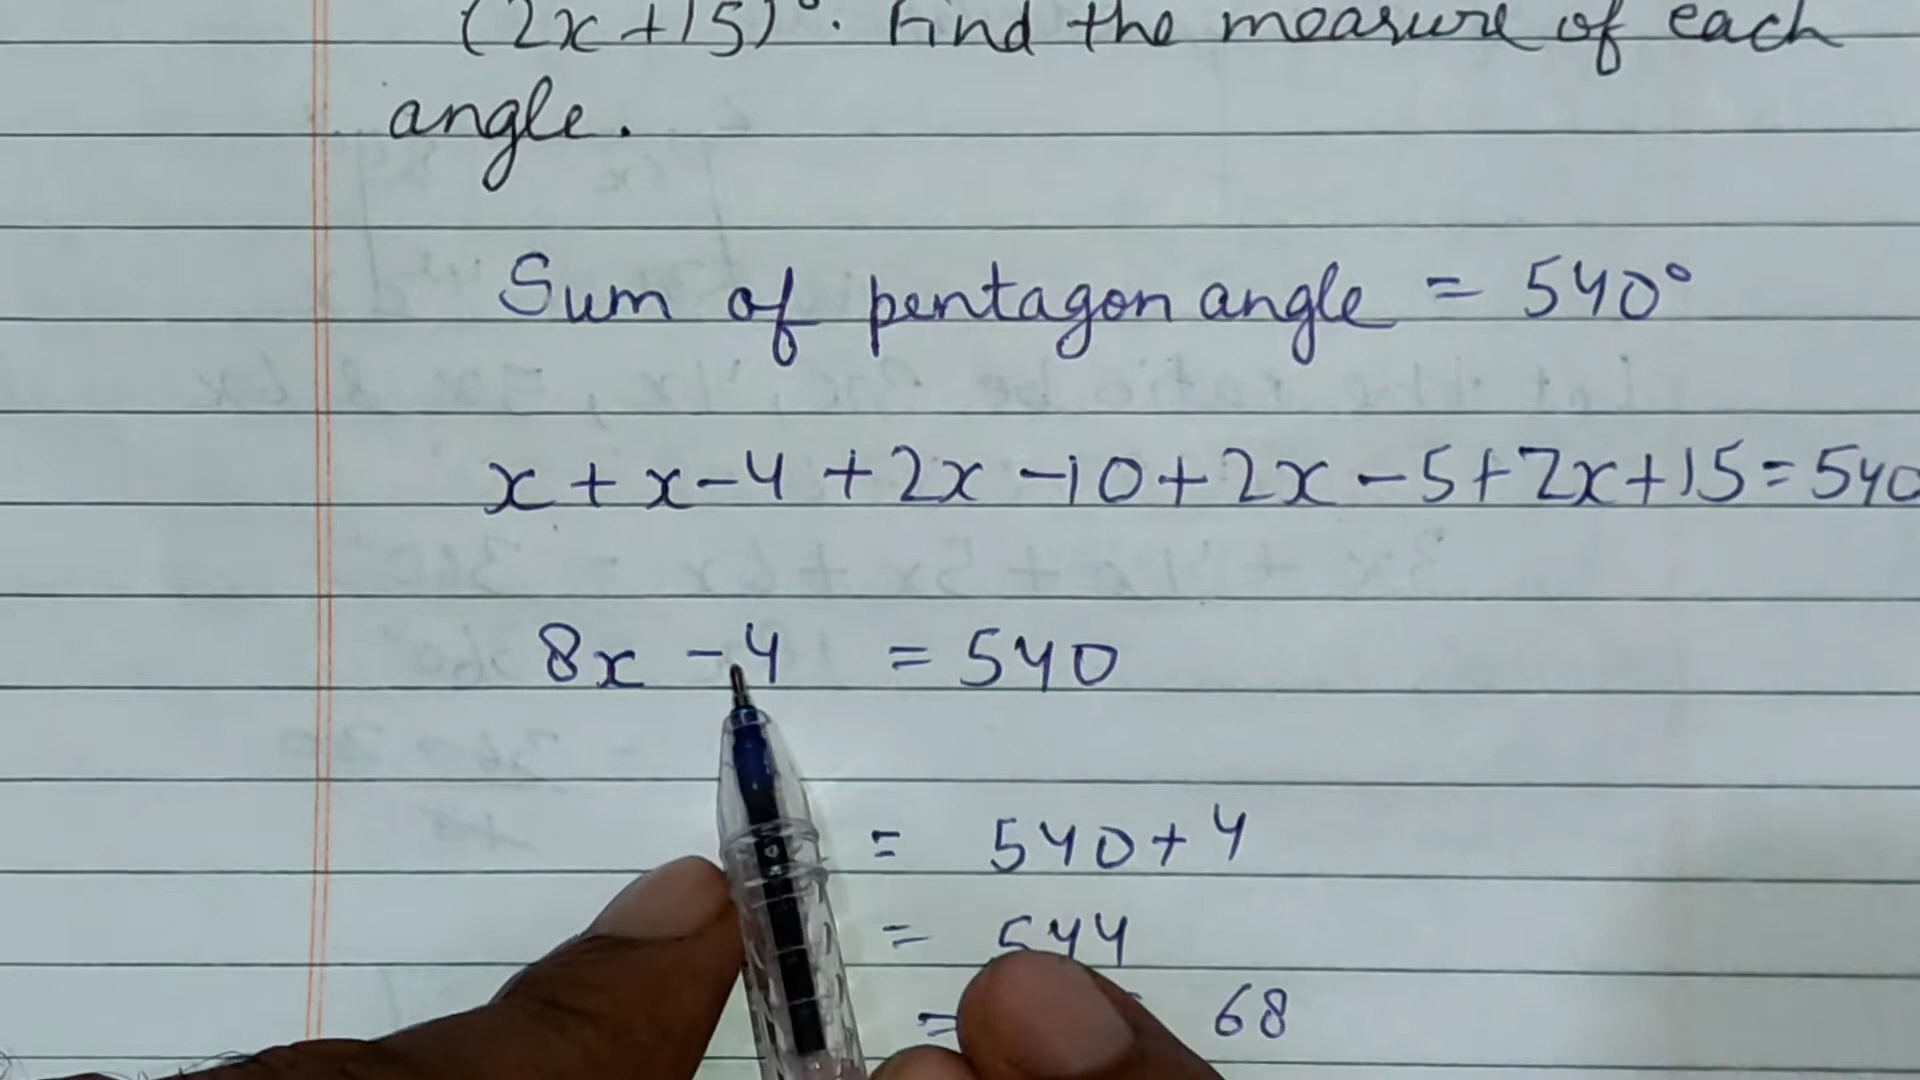 (2x+15)°. Find the measure of each
angle.
Sum of pentagon angle = 540°
x + x - 4 + 2x - 10 + 2x - 5 + 2x + 15 = 540
8x - 4 = 540
= 540 + 4
= 544
= 68